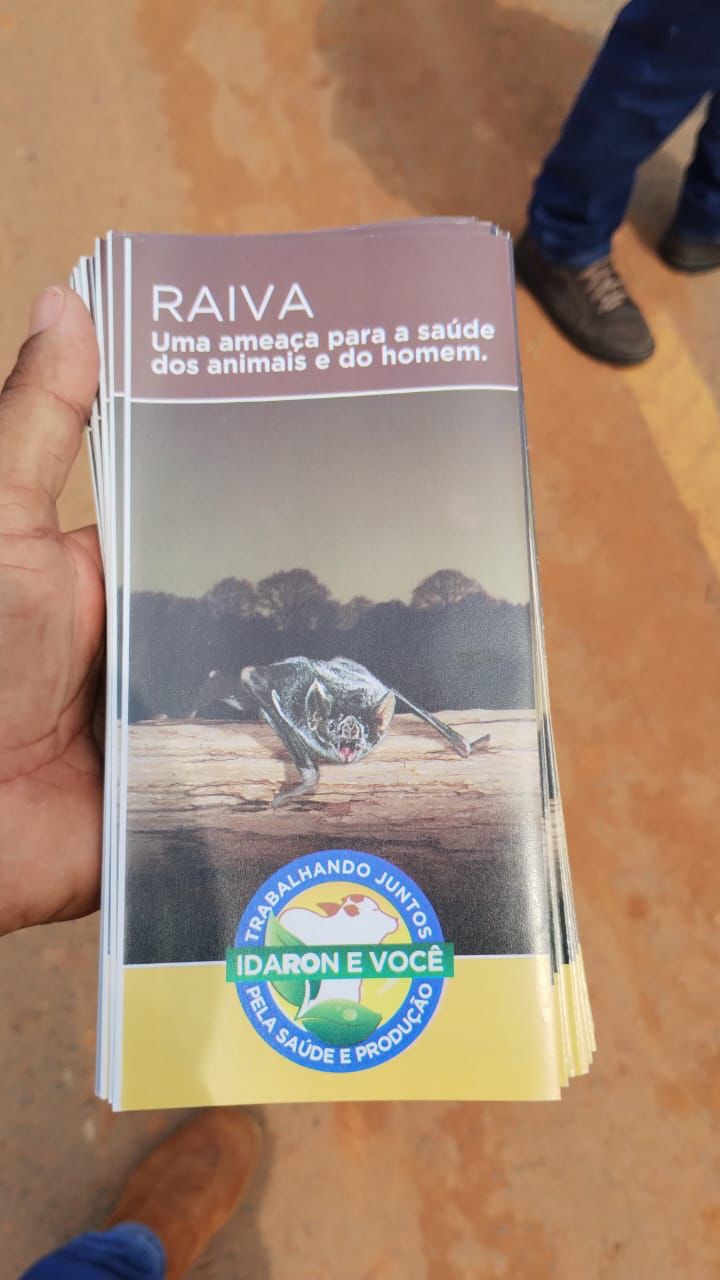 RAIVA
Uma ameaça para a saúde
dos animais e do homem.
TRABALHANDO JUNTOS
IDARON E VOCÊ
PELA SAÚDE E PRODUÇÃO